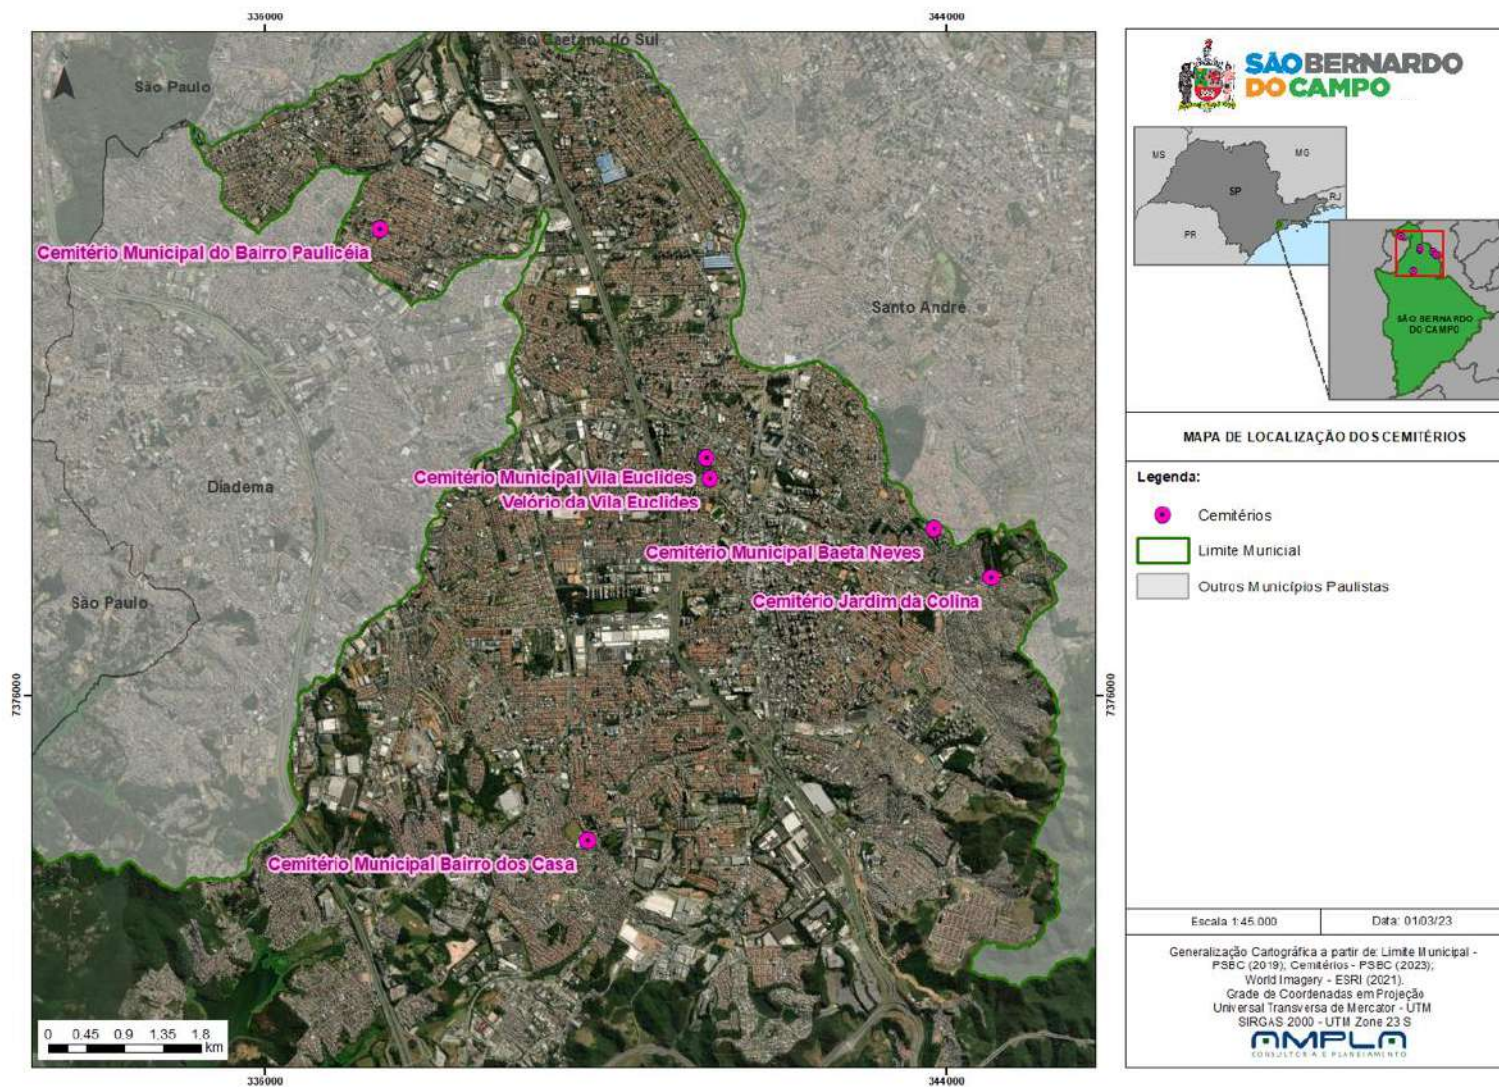 336000
344000
São Caetano do Sul
São Paulo
Cemitério Municipal do Bairro Paulicéia
Santo André
Cemitério Municipal Vila Euclides
Velório da Vila Euclides
Diadema
Cemitério Municipal Baeta Neves
Cemitério Jardim da Colina
São Paulo
7376000
7376000
Cemitério Municipal Bairro dos Casa
0 0.45 0.9 1.35 1.8
km
336000
344000
SÃO BERNARDO
DO CAMPO
MS
MG
SP
RJ
PR
SÃO BERNARDO
DO CAMPO
MAPA DE LOCALIZAÇÃO DOS CEMITÉRIOS
Legenda:
Cemitérios
Limite Municial
Outros Municípios Paulistas
Escala 1:45.000
Data: 01/03/23
Generalização Cartográfica a partir de: Limite Municipal -
PSBC (2019); Cemitérios - PSBC (2023);
World Imagery - ESRI (2021).
Grade de Coordenadas em Projeção
Universal Transversa de Mercator - UTM
SIRGAS 2000 - UTM Zone 23 S
AMPLA
CONSULTORIA E PLANEJAMENTO